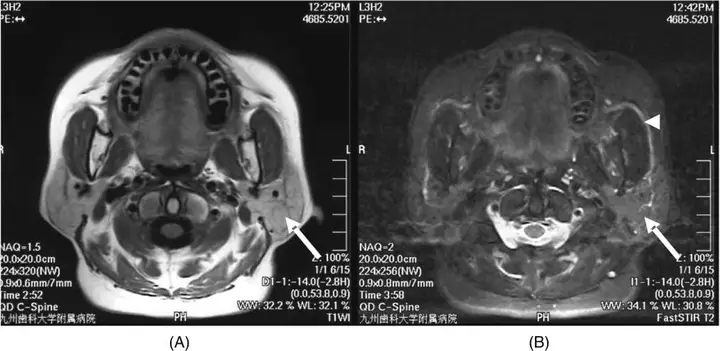 L3H2
12:25PM
PE:↔
4685.5201
R
L
NAQ=1.5
20.0x20.0cm
224x320(NW)
0.9x0.6mm/7mm
Time 2:52
QD C-Spine
九州歯科大学附属病院
PH
Z: 100%
1/1 6/15
D1-1:-14.0(-2.8H)
(0.0,53.8,0.9)
WW: 32.2 % WL: 32.1 %
T1WI
L3H2
12:42PM
PE:↔
4685.5201
R
L
NAQ=2
20.0x20.0cm
224x256(NW)
0.9x0.8mm/7mm
Time 3:58
QD C-Spine
九州歯科大学附属病院
PH
Z: 100%
1/1 6/15
I1-1:-14.0(-2.8H)
(0.0,53.8,0.9)
WW: 34.1 % WL: 30.8 %
FastSTIR T2
(A)
(B)